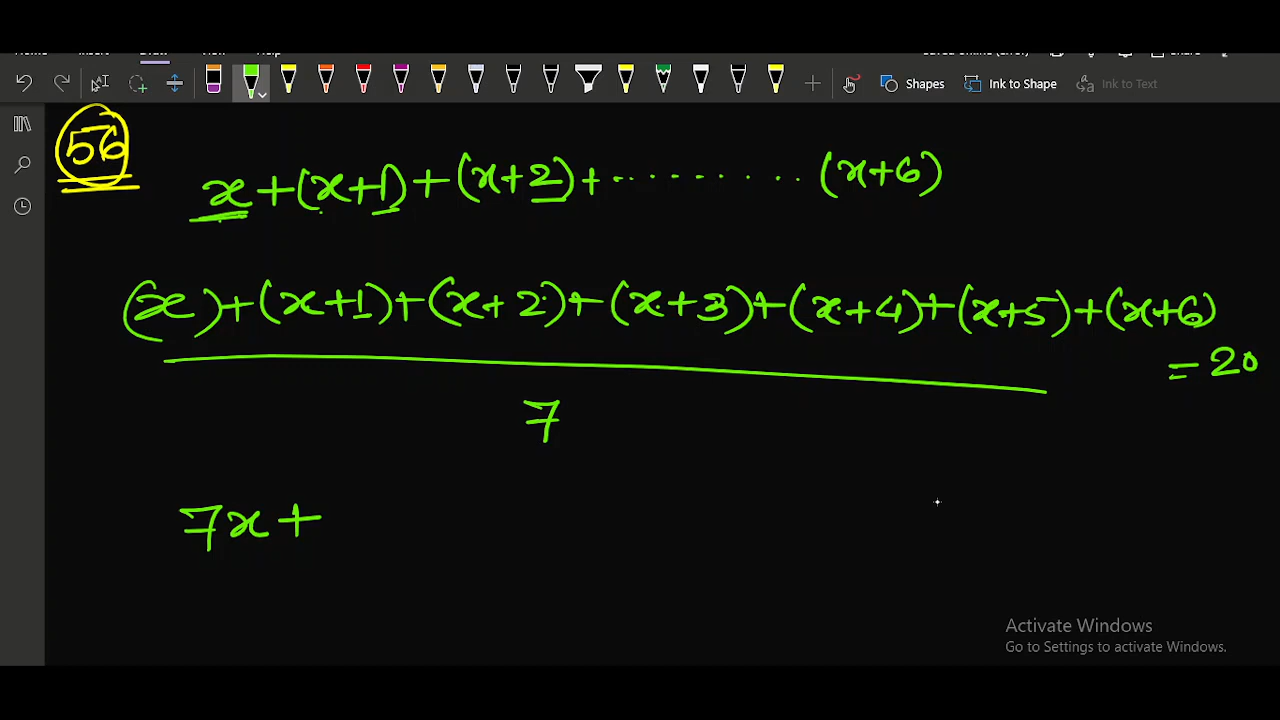 Shapes Ink to Shape Ink to Text
56
x + (x+1) + (x+2) + ......... (x+6)
(x) + (x+1) + (x+2) + (x+3) + (x+4) + (x+5) + (x+6)
= 20
7
7x +
Activate Windows
Go to Settings to activate Windows.